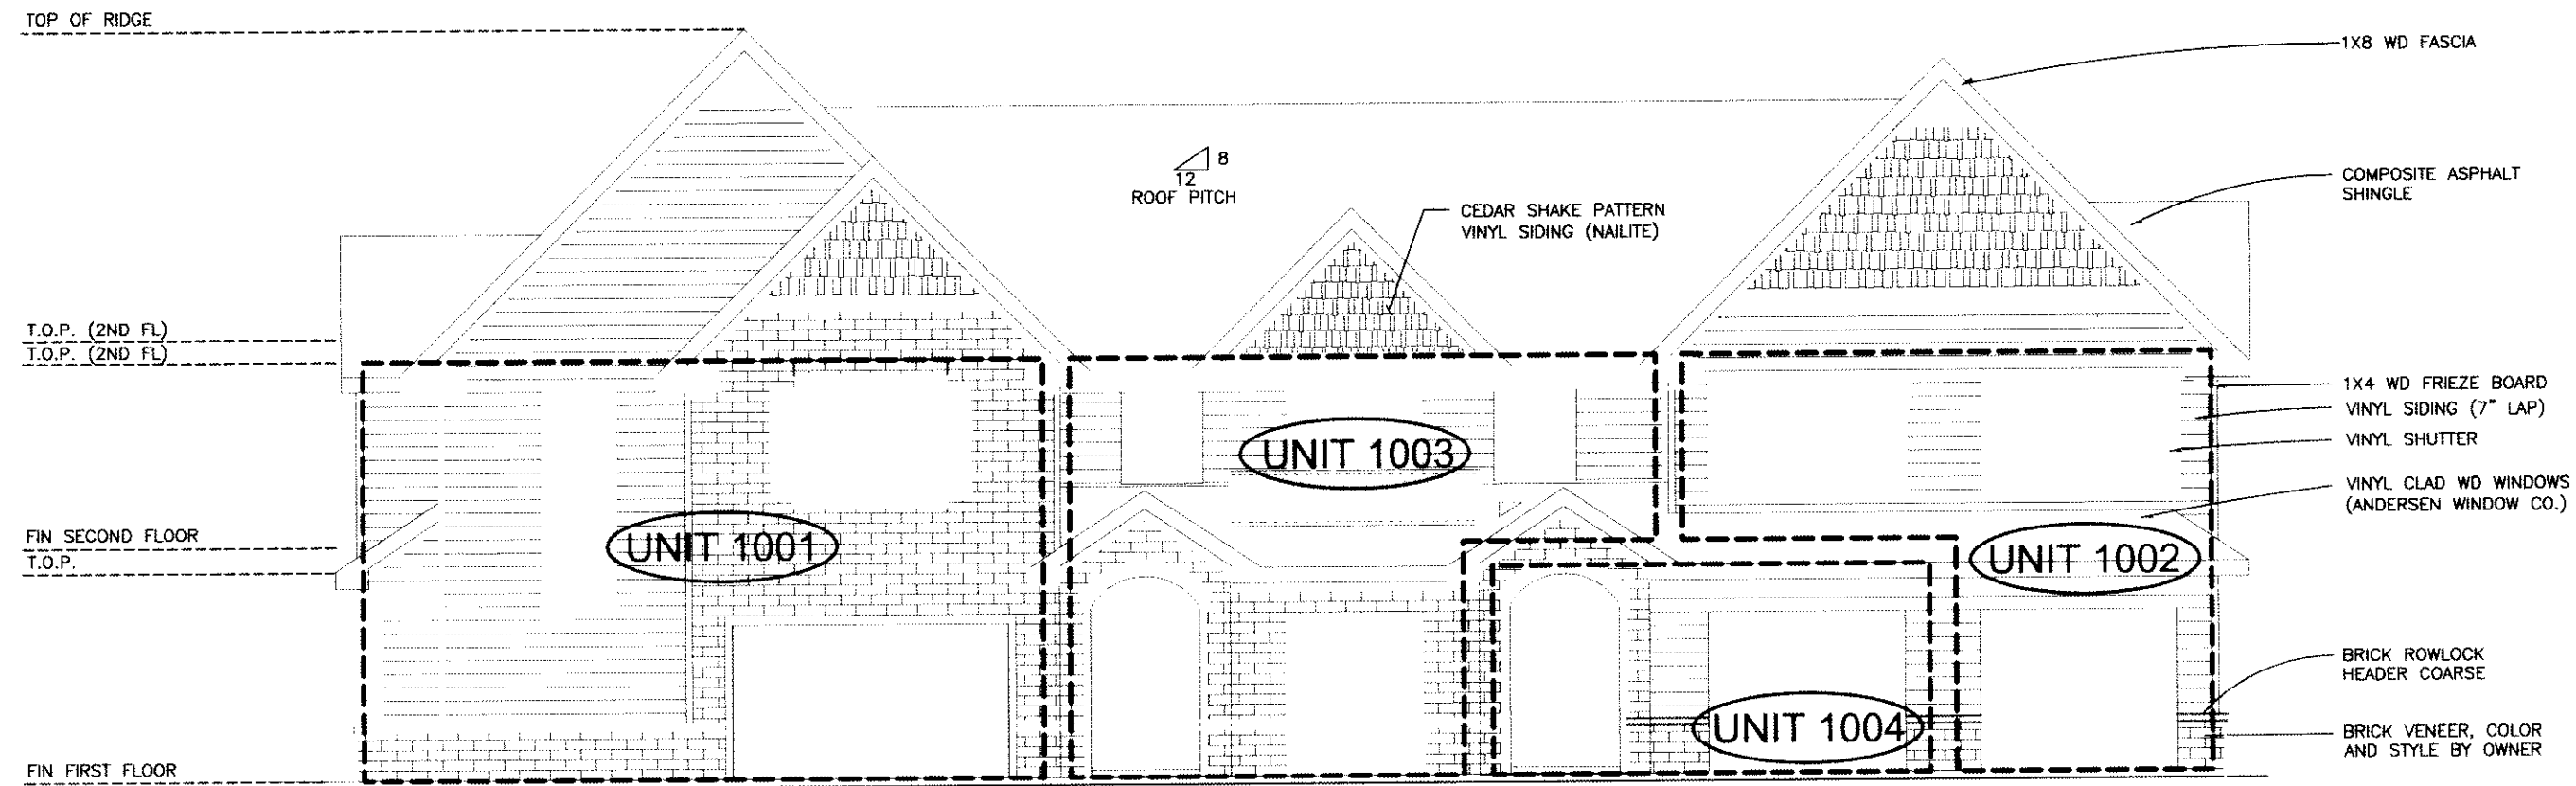 TOP OF RIDGE
1X8 WD FASCIA
8
12
ROOF PITCH
COMPOSITE ASPHALT
SHINGLE
CEDAR SHAKE PATTERN
VINYL SIDING (NAILITE)
T.O.P. (2ND FL)
T.O.P. (2ND FL)
1X4 WD FRIEZE BOARD
VINYL SIDING (7" LAP)
VINYL SHUTTER
UNIT 1003
VINYL CLAD WD WINDOWS
(ANDERSEN WINDOW CO.)
FIN SECOND FLOOR
T.O.P.
UNIT 1001
UNIT 1002
BRICK ROWLOCK
HEADER COARSE
UNIT 1004
BRICK VENEER, COLOR
AND STYLE BY OWNER
FIN FIRST FLOOR